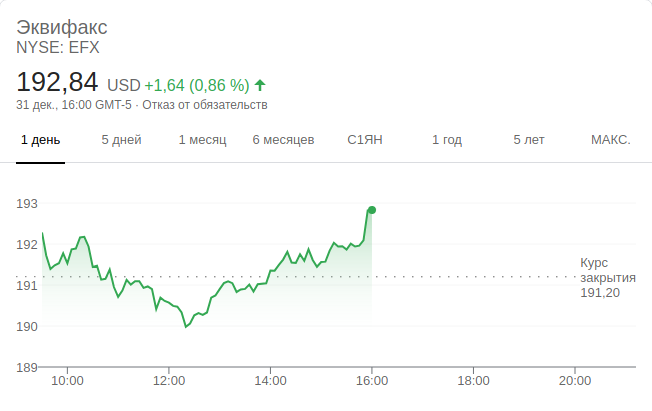 Эквифакс
NYSE: EFX
192,84 USD +1,64 (0,86 %)
31 дек., 16:00 GMT-5 · Отказ от обязательств
1 день 5 дней 1 месяц 6 месяцев С1ЯН 1 год 5 лет МАКС.
193
192
191
190
189
Курс
закрытия
191,20
10:00 12:00 14:00 16:00 18:00 20:00